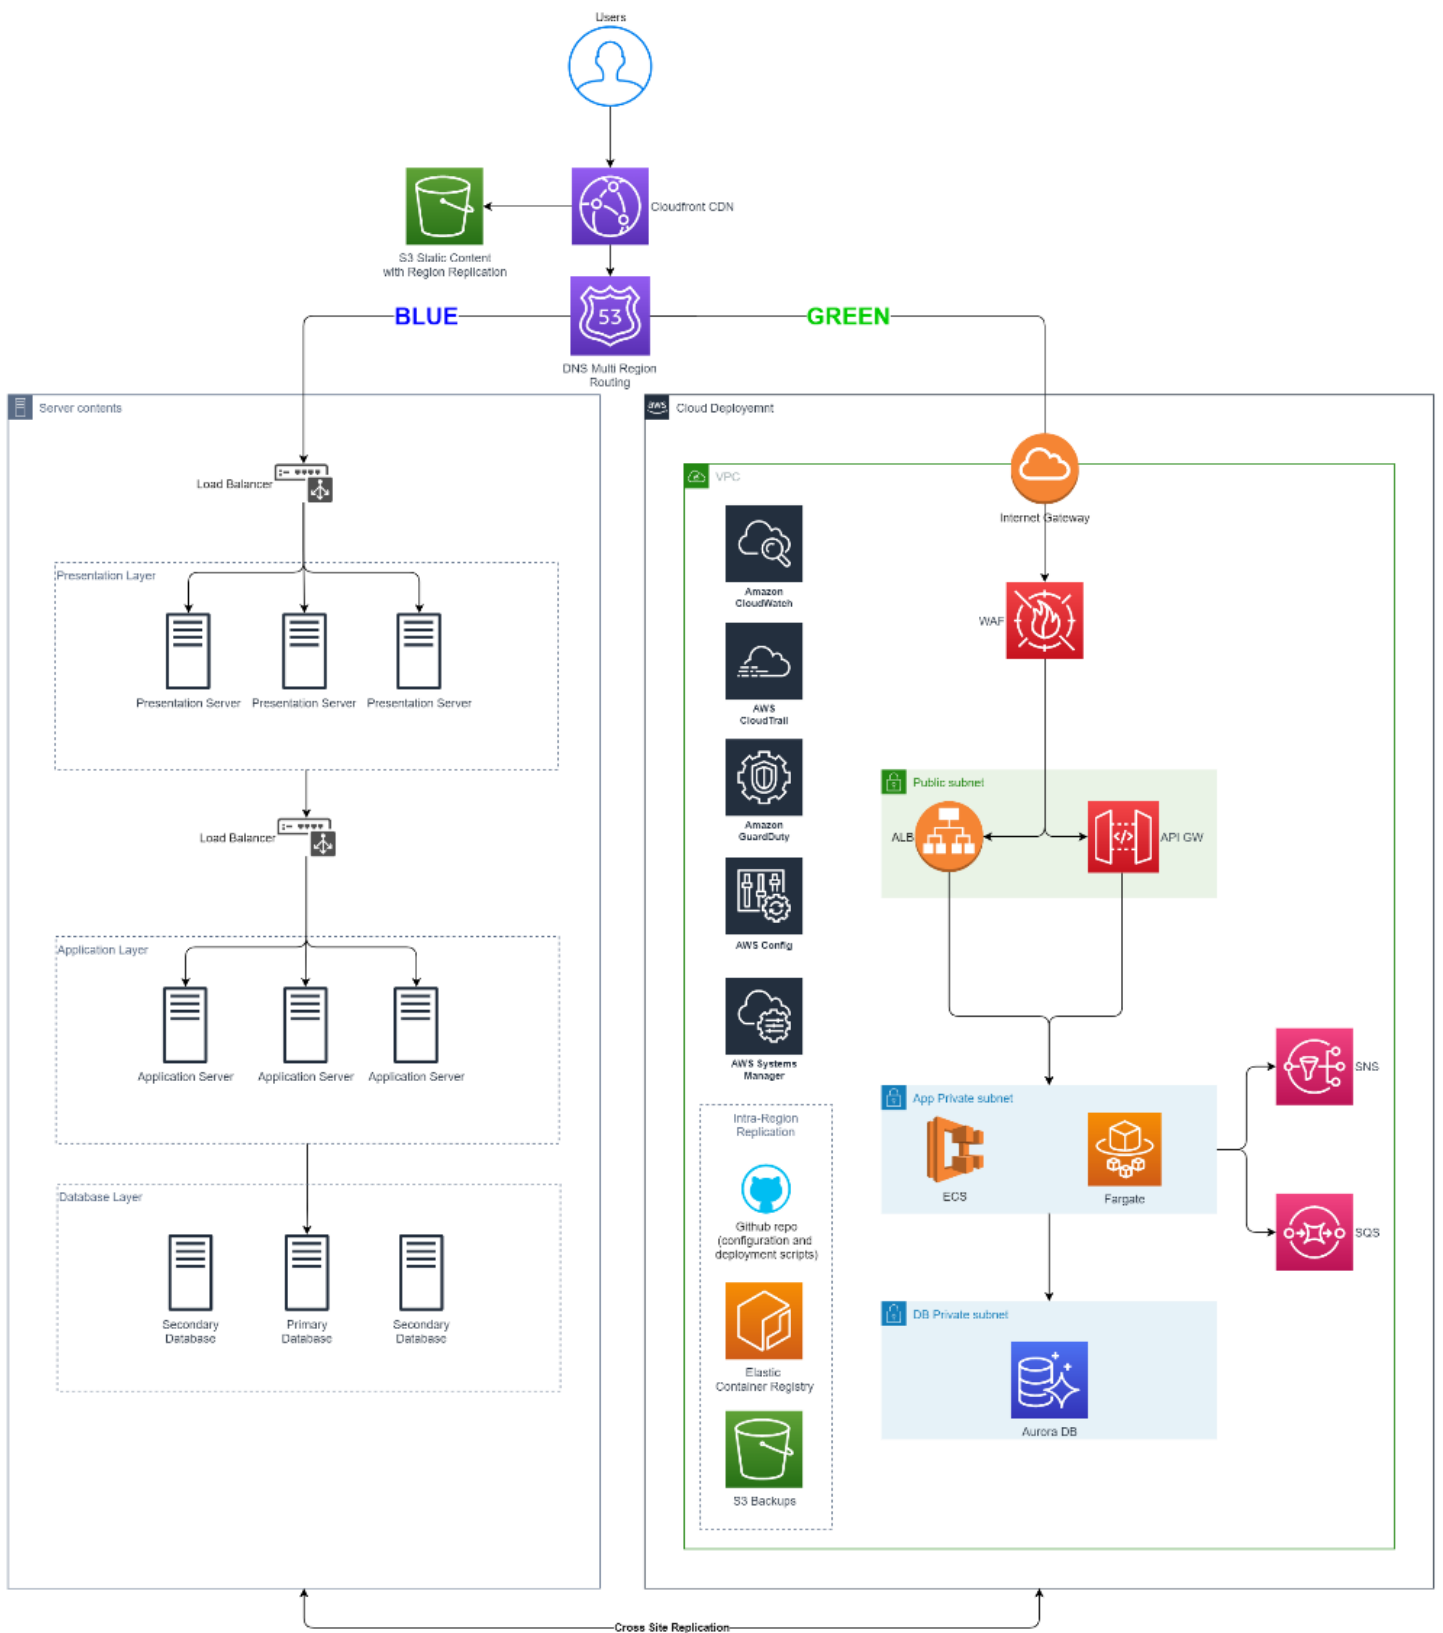 Users
Cloudfront CDN
S3 Static Content
with Region Replication
BLUE
53
GREEN
DNS Multi Region
Routing
Server contents
Load Balancer
Presentation Layer
Presentation Server
Presentation Server
Presentation Server
Load Balancer
Application Layer
Application Server
Application Server
Application Server
Database Layer
Secondary
Database
Primary
Database
Secondary
Database
aws
Cloud Deployemnt
VPC
Internet Gateway
Amazon
CloudWatch
WAF
AWS
CloudTrail
Amazon
GuardDuty
Public subnet
ALB
</>
API GW
AWS Config
AWS Systems
Manager
App Private subnet
ECS
Fargate
SNS
SQS
Intra-Region
Replication
Github repo
(configuration and
deployment scripts)
Elastic
Container Registry
S3 Backups
DB Private subnet
Aurora DB
Cross Site Replication